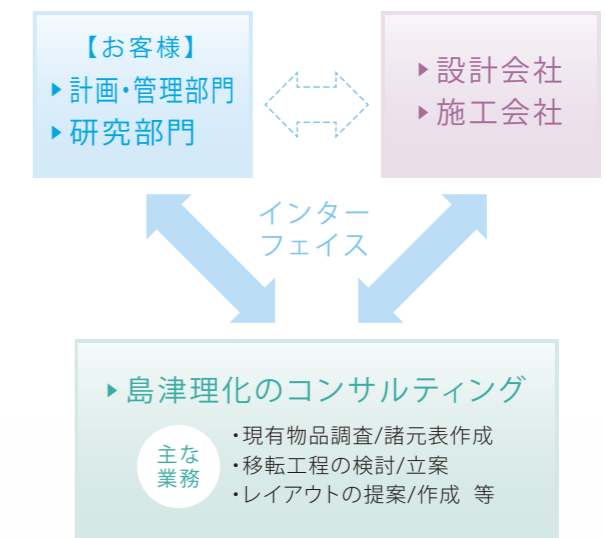 【お客様】
▶計画・管理部門
▶研究部門
▶設計会社
▶施工会社
インター
フェイス
▶島津理化のコンサルティング
主な
業務
・現有物品調査/諸元表作成
・移転工程の検討/立案
・レイアウトの提案/作成 等